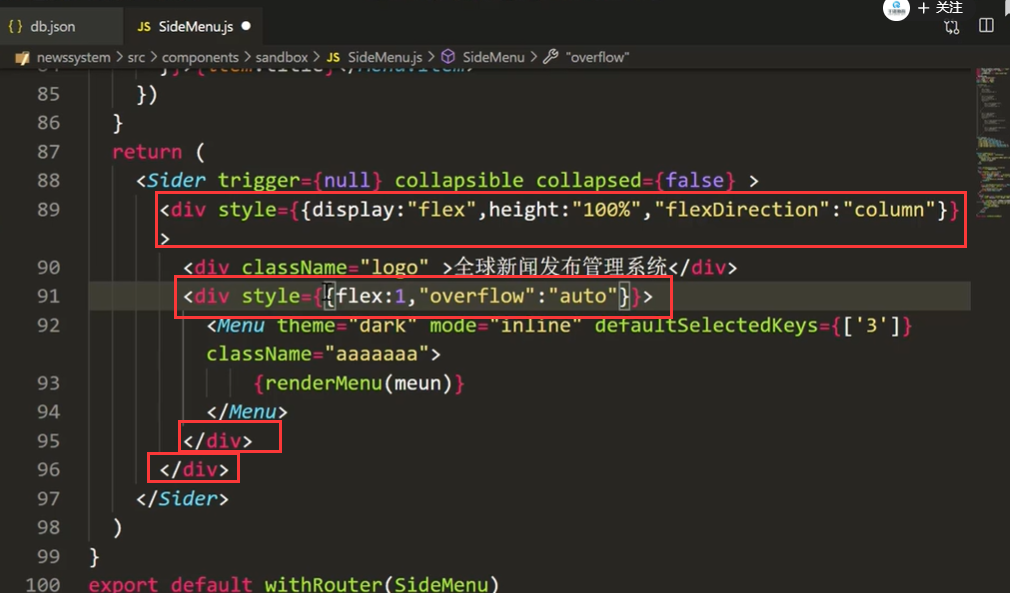 {} db.json JS SideMenu.js ● + 关注
newssystem > src > components > sandbox > JS SideMenu.js > SideMenu > "overflow"
85 })
86 }
87 return (
88 <Sider trigger={null} collapsible collapsed={false} >
89 <div style={{display:"flex",height:"100%","flexDirection":"column"}}
>
90 <div className="logo" >全球新闻发布管理系统</div>
91 <div style={{flex:1,"overflow":"auto"}}>
92 <Menu theme="dark" mode="inline" defaultSelectedKeys={['3']}
className="aaaaaaa">
93 {renderMenu(meun)}
94 </Menu>
95 </div>
96 </div>
97 </Sider>
98 )
99 }
100 export default withRouter(SideMenu)